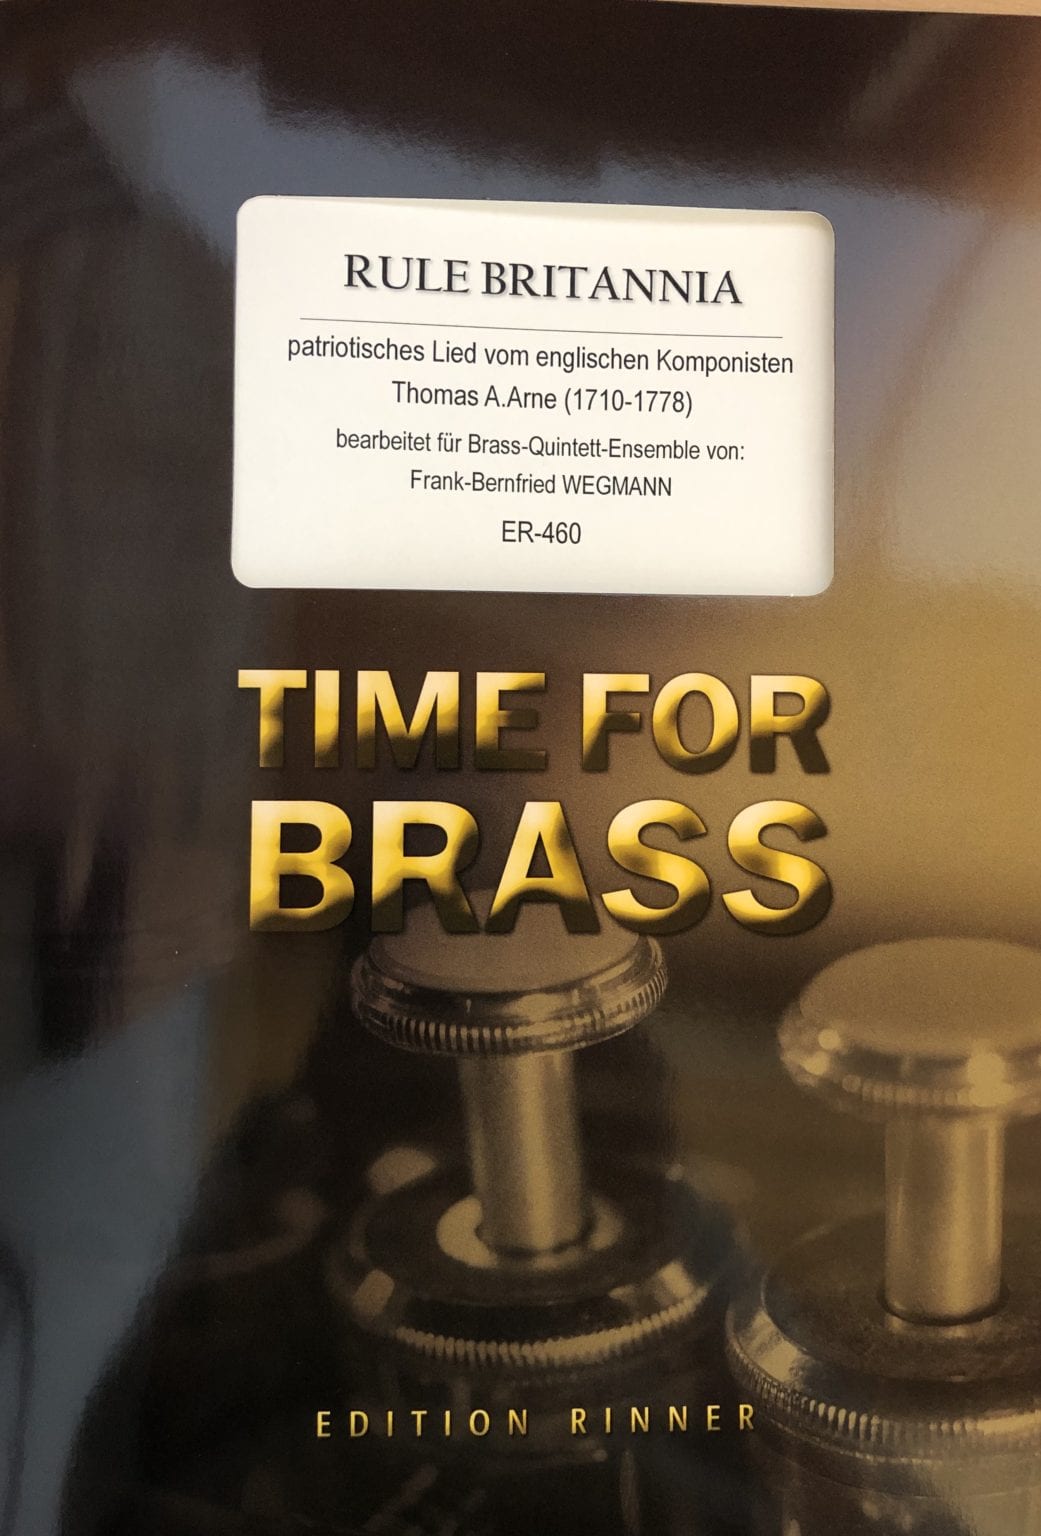 RULE BRITANNIA
patriotisches Lied vom englischen Komponisten
Thomas A.Arne (1710-1778)
bearbeitet für Brass-Quintett-Ensemble von:
Frank-Bernfried WEGMANN
ER-460
TIME FOR
BRASS
EDITION RINNER